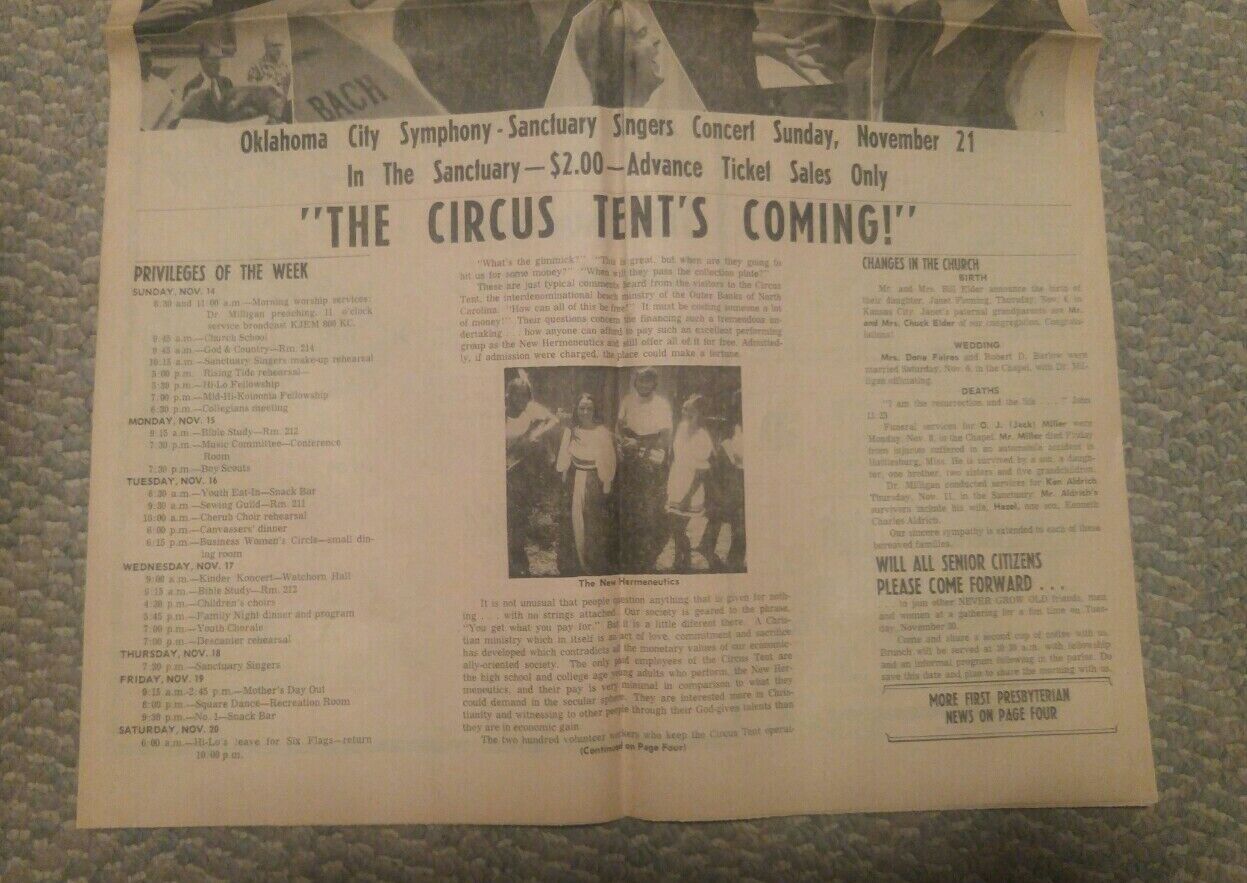 BACH
Oklahoma City Symphony - Sanctuary Singers Concert Sunday, November 21
In The Sanctuary — $2.00 — Advance Ticket Sales Only
"THE CIRCUS TENT'S COMING!"
PRIVILEGES OF THE WEEK
SUNDAY, NOV. 14
8:30 and 11:00 a.m.—Morning worship services:
Dr. Milligan preaching. 11 o'clock
service broadcast KJEM 800 KC.
9:45 a.m.—Church School
9:45 a.m.—God & Country—Rm. 214
10:15 a.m.—Sanctuary Singers make-up rehearsal
5:00 p.m. Rising Tide rehearsal—
5:30 p.m.—Hi-Lo Fellowship
7:00 p.m.—Mid-Hi-Koinonia Fellowship
6:30 p.m.—Collegians meeting
MONDAY, NOV. 15
9:15 a.m.—Bible Study—Rm. 212
7:30 p.m.—Music Committee—Conference
Room
7:30 p.m.—Boy Scouts
TUESDAY, NOV. 16
6:30 a.m.—Youth Eat-In—Snack Bar
9:30 a.m.—Sewing Guild—Rm. 211
10:00 a.m.—Cherub Choir rehearsal
6:00 p.m.—Canvassers' dinner
6:15 p.m.—Business Women's Circle—small din-
ing room
WEDNESDAY, NOV. 17
9:00 a.m.—Kinder Koncert—Watchorn Hall
9:15 a.m.—Bible Study—Rm. 212
4:30 p.m.—Children's choirs
5:45 p.m.—Family Night dinner and program
7:00 p.m.—Youth Chorale
7:00 p.m.—Descanter rehearsal
THURSDAY, NOV. 18
7:30 p.m.—Sanctuary Singers
FRIDAY, NOV. 19
9:15 a.m.-2:45 p.m.—Mother's Day Out
8:00 p.m.—Square Dance—Recreation Room
9:30 p.m.—No. 1—Snack Bar
SATURDAY, NOV. 20
6:00 a.m.—Hi-Lo's leave for Six Flags—return
10:00 p.m.
"What's the gimmick?" "This is great, but when are they going to
hit us for some money?" "When will they pass the collection plate?"
These are just typical comments heard from the visitors to the Circus
Tent, the interdenominational beach ministry of the Outer Banks of North
Carolina. "How can all of this be free?" It must be costing someone a lot
of money!" Their questions concern the financing such a tremendous un-
dertaking . . . how anyone can afford to pay such an excellent performing
group as the New Hermeneutics and still offer all of it for free. Admitted-
ly, if admission were charged, the place could make a fortune.
The New Hermeneutics
It is not unusual that people question anything that is given for noth-
ing . . . with no strings attached. Our society is geared to the phrase,
"You get what you pay for." But it is a little diferent there. A Chris-
tian ministry which in itself is an act of love, commitment and sacrifice
has developed which contradicts all the monetary values of our economic-
ally-oriented society. The only paid employees of the Circus Tent are
the high school and college age young adults who perform, the New Her-
meneutics, and their pay is very minimal in comparison to what they
could demand in the secular sphere. They are interested more in Chris-
tianity and witnessing to other people through their God-gives talents than
they are in economic gain.
The two hundred volunteer workers who keep the Circus Tent operat-
(Continued on Page Four)
CHANGES IN THE CHURCH
BIRTH
Mr. and Mrs. Bill Elder announce the birth of
their daughter, Janet Fleming, Thursday, Nov. 4, in
Kansas City. Janet's paternal grandparents are Mr.
and Mrs. Chuck Elder of our congregation. Congratu-
lations!
WEDDING
Mrs. Dona Faires and Robert D. Barlow were
married Saturday, Nov. 6, in the Chapel, with Dr. Mil-
ligan officiating.
DEATHS
"I am the resurrection and the life . . . ." John
11:25
Funeral services for O. J. (Jack) Miller were
Monday, Nov. 8, in the Chapel. Mr. Miller died Friday
from injuries suffered in an automobile accident in
Hattiesburg, Miss. He is survived by a son, a daugh-
ter, one brother, two sisters and five grandchildren.
Dr. Milligan conducted services for Ken Aldrich
Thursday, Nov. 11, in the Sanctuary. Mr. Aldrich's
survivors include his wife, Hazel, one son, Kenneth
Charles Aldrich.
Our sincere sympathy is extended to each of these
bereaved families.
WILL ALL SENIOR CITIZENS
PLEASE COME FORWARD . . .
. . . to join other NEVER GROW OLD friends, men
and women at a gathering for a fun time on Tues-
day, November 30.
Come and share a second cup of coffee with us.
Brunch will be served at 10:30 a.m. with fellowship
and an informal program following in the parlor. Do
save this date and plan to share the morning with us.
MORE FIRST PRESBYTERIAN
NEWS ON PAGE FOUR